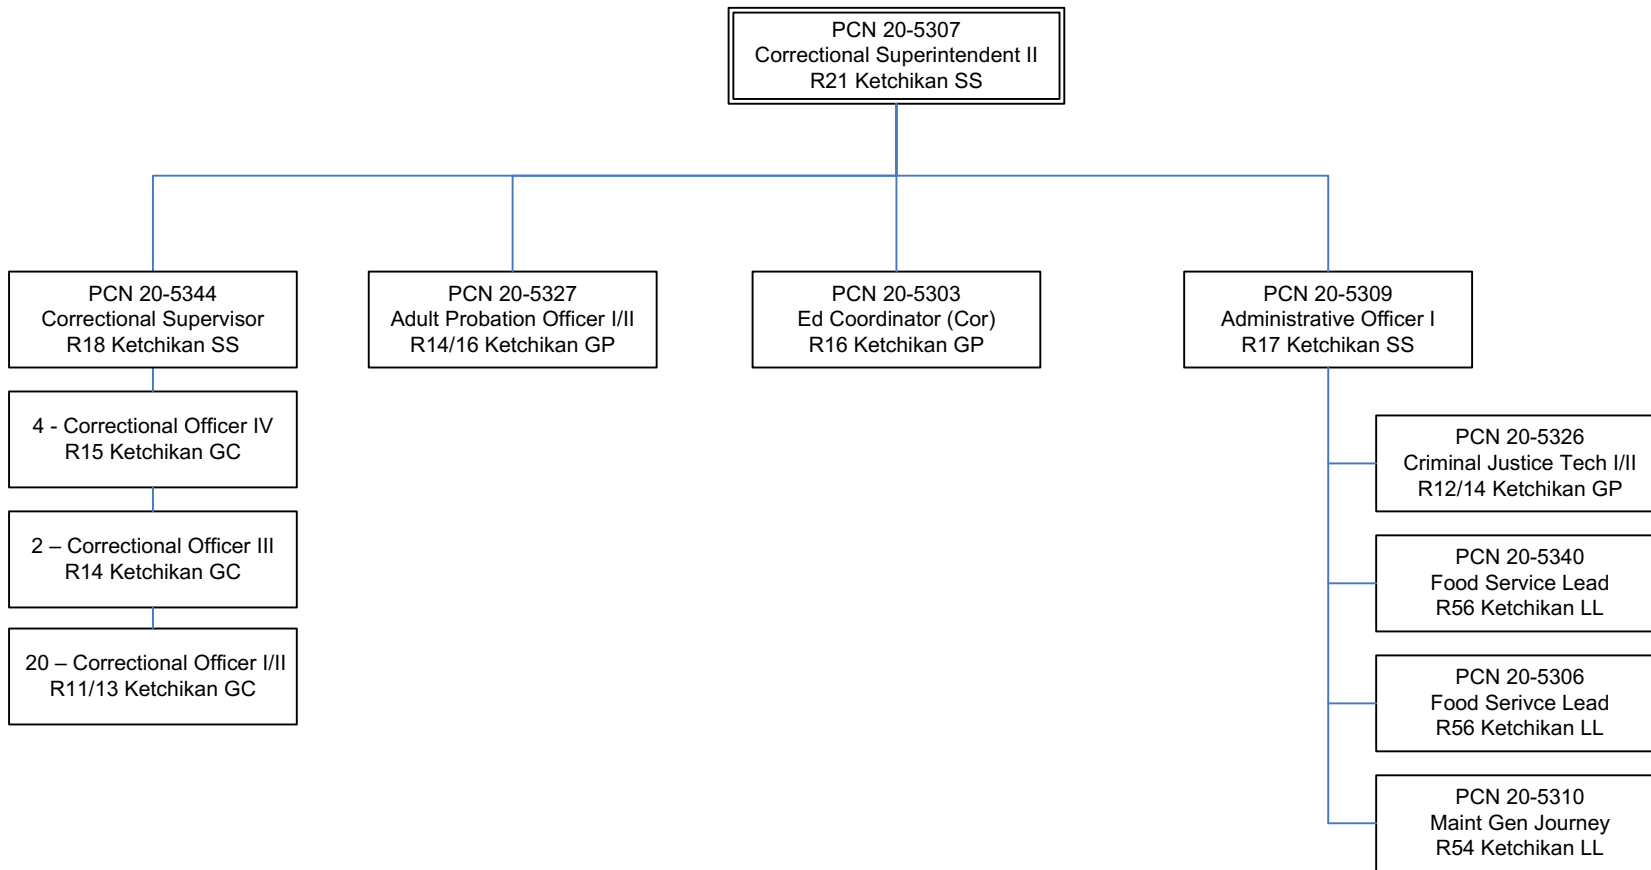 PCN 20-5307
Correctional Superintendent II
R21 Ketchikan SS
PCN 20-5344
Correctional Supervisor
R18 Ketchikan SS
PCN 20-5327
Adult Probation Officer I/II
R14/16 Ketchikan GP
PCN 20-5303
Ed Coordinator (Cor)
R16 Ketchikan GP
PCN 20-5309
Administrative Officer I
R17 Ketchikan SS
4 - Correctional Officer IV
R15 Ketchikan GC
2 – Correctional Officer III
R14 Ketchikan GC
20 – Correctional Officer I/II
R11/13 Ketchikan GC
PCN 20-5326
Criminal Justice Tech I/II
R12/14 Ketchikan GP
PCN 20-5340
Food Service Lead
R56 Ketchikan LL
PCN 20-5306
Food Serivce Lead
R56 Ketchikan LL
PCN 20-5310
Maint Gen Journey
R54 Ketchikan LL